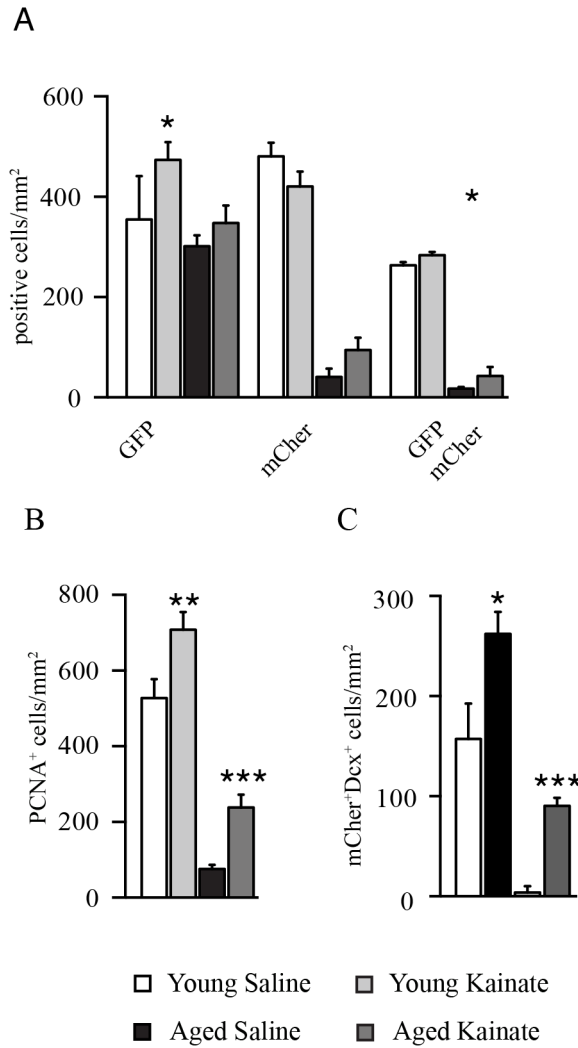 A
positive cells/mm²
600
400
200
0
*
*
GFP
mCher
GFP
mCher
B
PCNA⁺ cells/mm²
800
600
400
200
0
**
***
C
mCher⁺Dcx⁺ cells/mm²
300
200
100
0
*
***
Young Saline
Young Kainate
Aged Saline
Aged Kainate